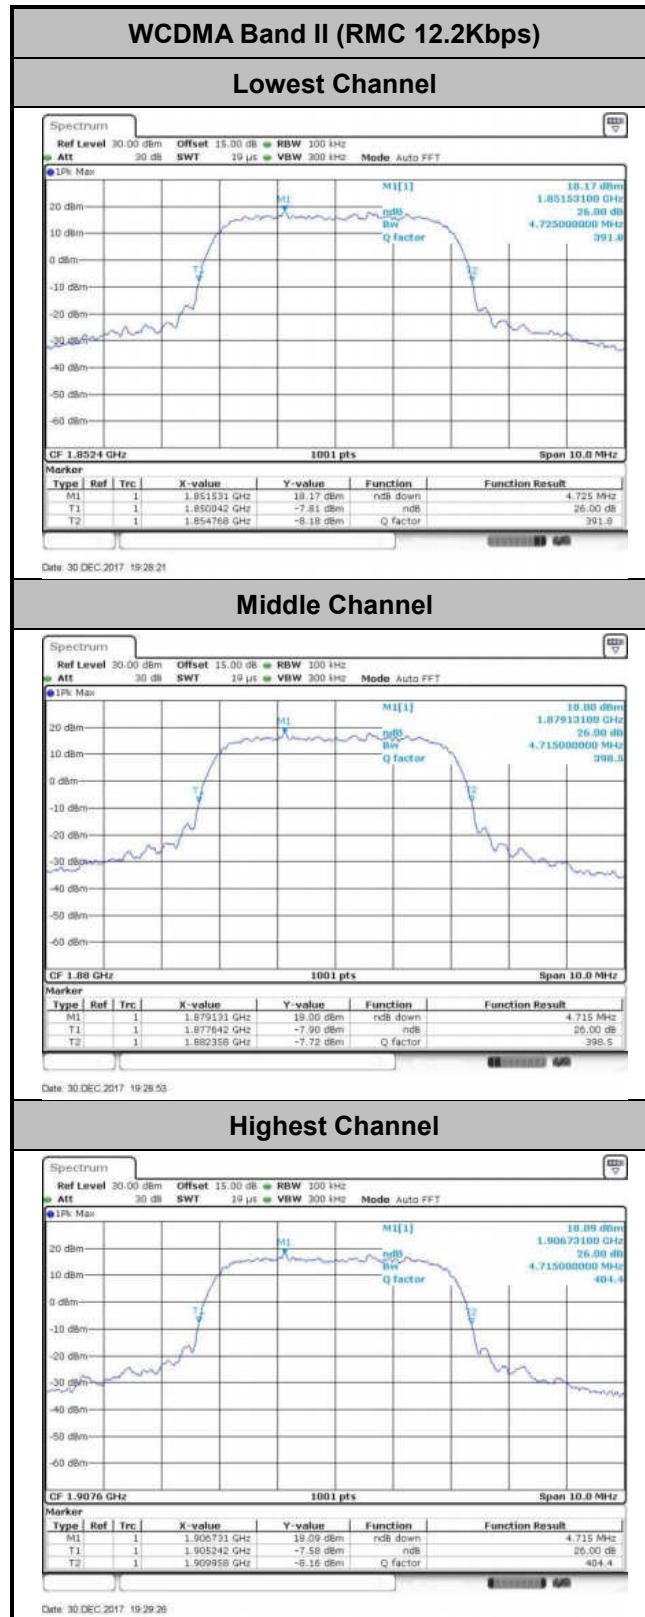 WCDMA Band II (RMC 12.2Kbps)
Lowest Channel
Spectrum
Ref Level 30.00 dBm Offset 15.00 dB RBW 100 kHz
Att 30 dB SWT 19 µs VBW 300 kHz Mode Auto FFT
1Pk Max
M1[1] 18.17 dBm
1.85153100 GHz
20 dBm
M1
ndB 26.00 dB
Bw 4.725000000 MHz
10 dBm
Q factor 391.8
0 dBm
T1
T2
-10 dBm
-20 dBm
-30 dBm
-40 dBm
-50 dBm
-60 dBm
CF 1.8524 GHz 1001 pts Span 10.0 MHz
Marker
Type Ref Trc X-value Y-value Function Function Result
M1 1 1.851531 GHz 18.17 dBm ndB down 4.725 MHz
T1 1 1.850042 GHz -7.81 dBm ndB 26.00 dB
T2 1 1.854768 GHz -8.18 dBm Q factor 391.8
Date: 30.DEC.2017 19:28:21
Middle Channel
Spectrum
Ref Level 30.00 dBm Offset 15.00 dB RBW 100 kHz
Att 30 dB SWT 19 µs VBW 300 kHz Mode Auto FFT
1Pk Max
M1[1] 18.00 dBm
1.87913100 GHz
20 dBm
M1
ndB 26.00 dB
Bw 4.715000000 MHz
10 dBm
Q factor 398.5
0 dBm
T2
-10 dBm
-20 dBm
-30 dBm
-40 dBm
-50 dBm
-60 dBm
CF 1.88 GHz 1001 pts Span 10.0 MHz
Marker
Type Ref Trc X-value Y-value Function Function Result
M1 1 1.879131 GHz 18.00 dBm ndB down 4.715 MHz
T1 1 1.877642 GHz -7.90 dBm ndB 26.00 dB
T2 1 1.882358 GHz -7.72 dBm Q factor 398.5
Date: 30.DEC.2017 19:28:53
Highest Channel
Spectrum
Ref Level 30.00 dBm Offset 15.00 dB RBW 100 kHz
Att 30 dB SWT 19 µs VBW 300 kHz Mode Auto FFT
1Pk Max
M1[1] 18.09 dBm
1.90673100 GHz
20 dBm
M1
ndB 26.00 dB
Bw 4.715000000 MHz
10 dBm
Q factor 404.4
0 dBm
T2
-10 dBm
-20 dBm
-30 dBm
-40 dBm
-50 dBm
-60 dBm
CF 1.9076 GHz 1001 pts Span 10.0 MHz
Marker
Type Ref Trc X-value Y-value Function Function Result
M1 1 1.906731 GHz 18.09 dBm ndB down 4.715 MHz
T1 1 1.905242 GHz -7.58 dBm ndB 26.00 dB
T2 1 1.909958 GHz -8.16 dBm Q factor 404.4
Date: 30.DEC.2017 19:29:26